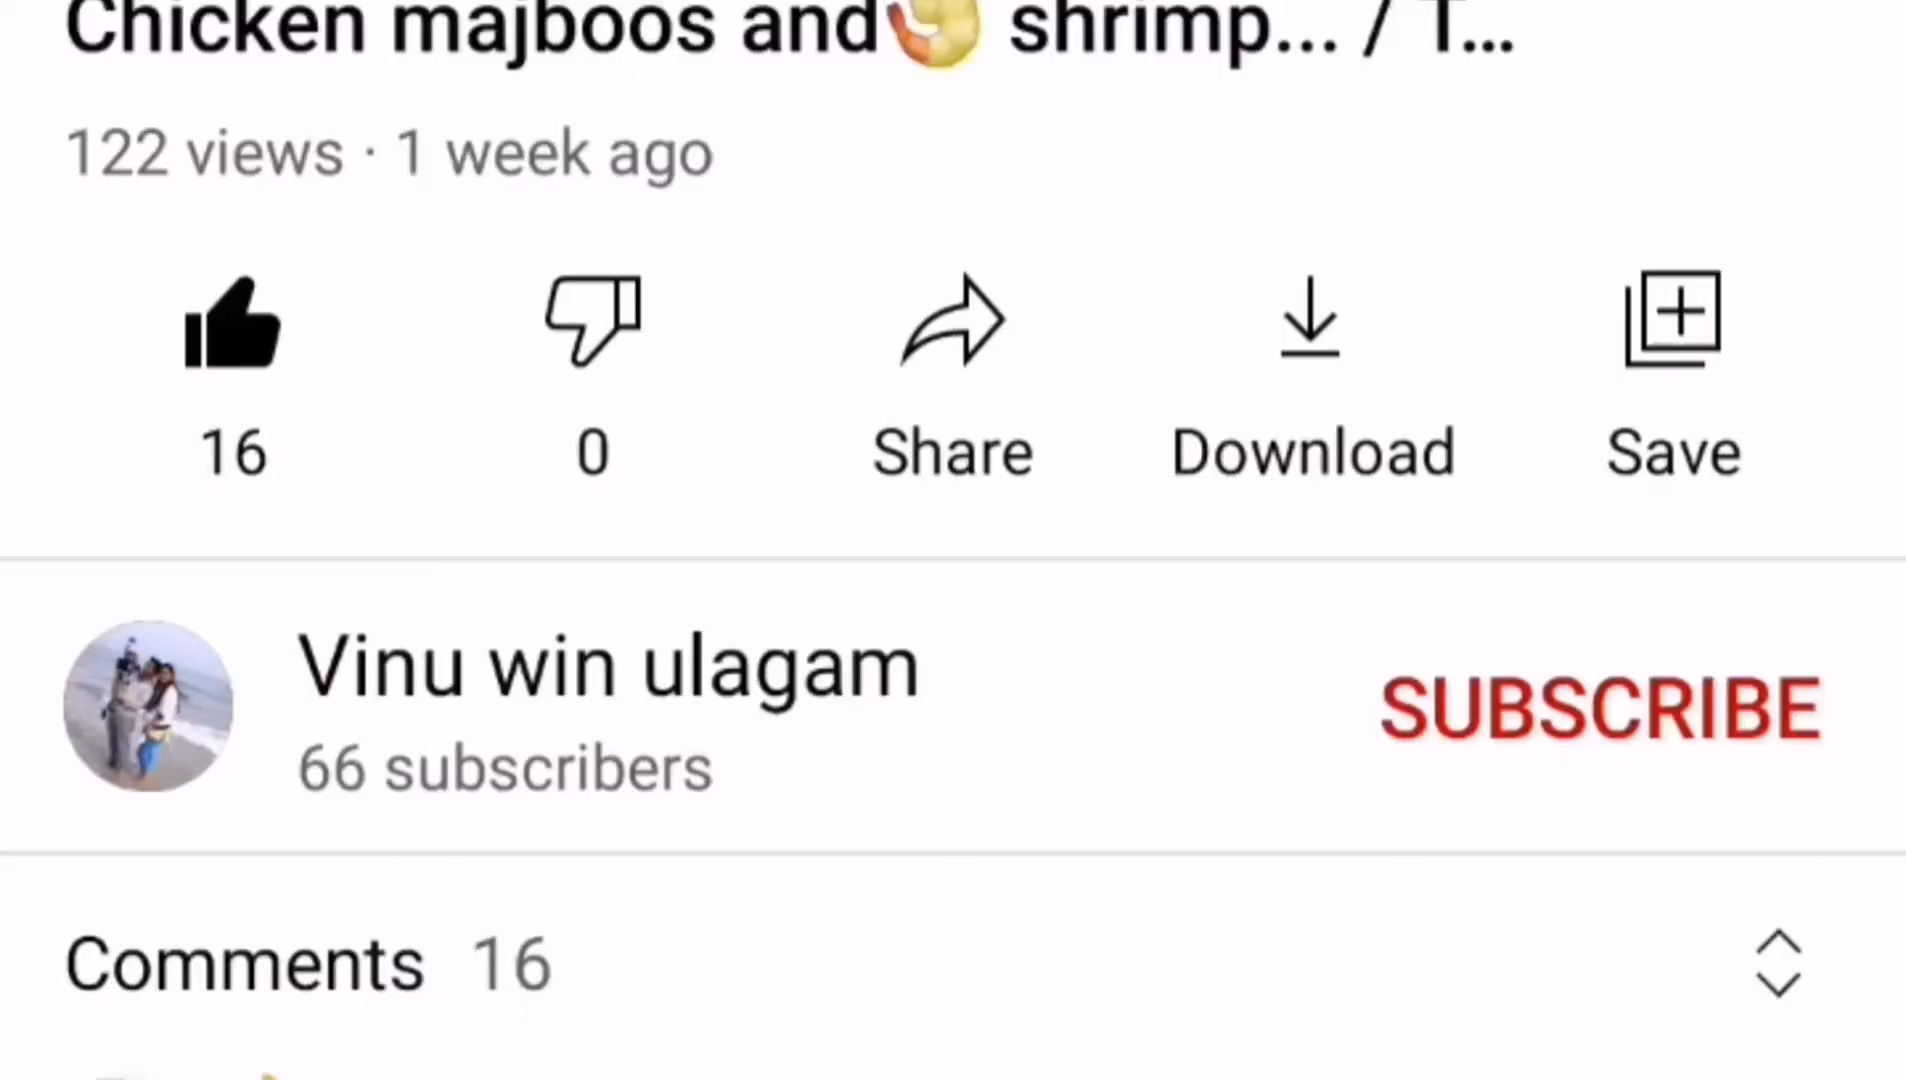 Chicken majboos and🍤 shrimp... / T...
122 views · 1 week ago
16
0
Share
Download
Save
Vinu win ulagam
66 subscribers
SUBSCRIBE
Comments 16